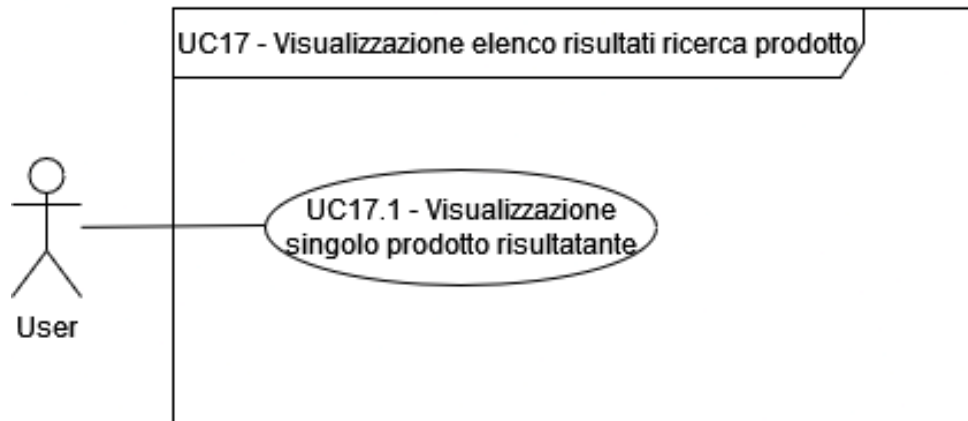 UC17 - Visualizzazione elenco risultati ricerca prodotto
UC17.1 - Visualizzazione
singolo prodotto risultatante
User